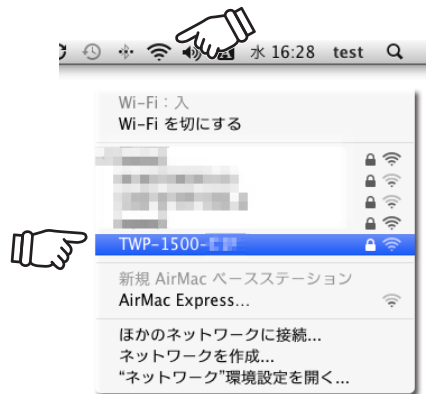 水 16:28 test
Wi-Fi：入
Wi-Fi を切にする
TWP-1500-
新規 AirMac ベースステーション
AirMac Express...
ほかのネットワークに接続...
ネットワークを作成...
“ネットワーク”環境設定を開く...